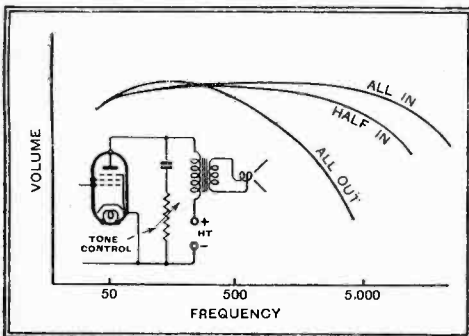 VOLUME
ALL IN
HALF IN
ALL OUT
TONE
CONTROL
+
HT
-
50
500
5.000
FREQUENCY